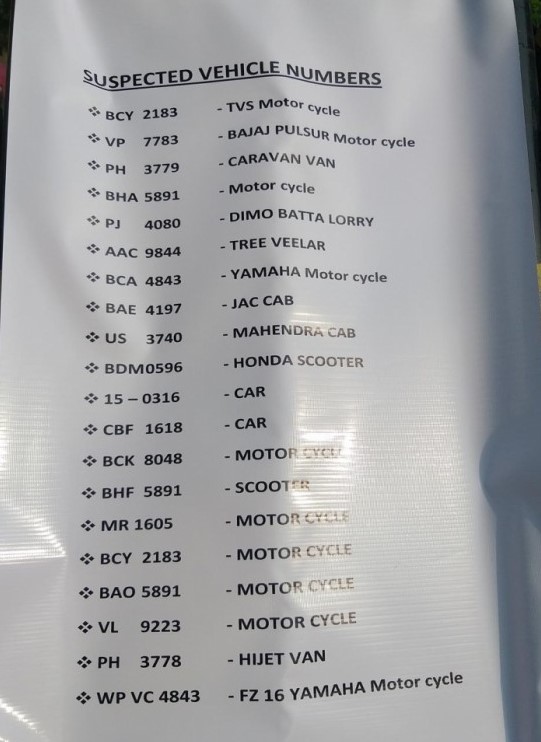 SUSPECTED VEHICLE NUMBERS
❖ BCY 2183 - TVS Motor cycle
❖ VP 7783 - BAJAJ PULSUR Motor cycle
❖ PH 3779 - CARAVAN VAN
❖ BHA 5891 - Motor cycle
❖ PJ 4080 - DIMO BATTA LORRY
❖ AAC 9844 - TREE VEELAR
❖ BCA 4843 - YAMAHA Motor cycle
❖ BAE 4197 - JAC CAB
❖ US 3740 - MAHENDRA CAB
❖ BDM0596 - HONDA SCOOTER
❖ 15 – 0316 - CAR
❖ CBF 1618 - CAR
❖ BCK 8048 - MOTOR CYCLE
❖ BHF 5891 - SCOOTER
❖ MR 1605 - MOTOR CYCLE
❖ BCY 2183 - MOTOR CYCLE
❖ BAO 5891 - MOTOR CYCLE
❖ VL 9223 - MOTOR CYCLE
❖ PH 3778 - HIJET VAN
❖ WP VC 4843 - FZ 16 YAMAHA Motor cycle